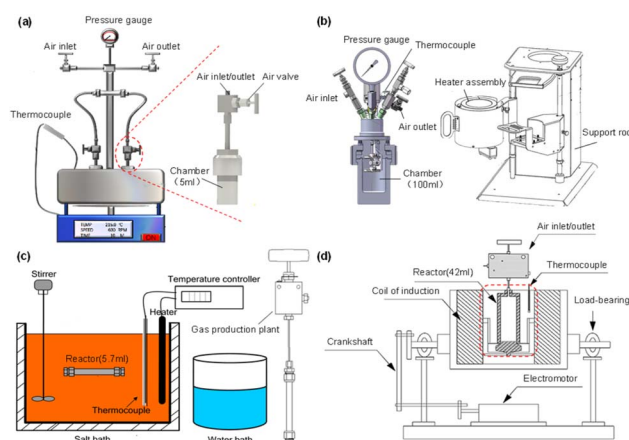 (a)
Pressure gauge
Air inlet
Air outlet
Thermocouple
Air inlet/outlet
Air valve
Chamber
(5ml)
(b)
Pressure gauge
Thermocouple
Air inlet
Air outlet
Chamber
(100ml)
Heater assembly
Support rod
(c)
Stirrer
Temperature controller
Heater
Gas production plant
Reactor(5.7ml)
Thermocouple
Salt bath
Water bath
(d)
Air inlet/outlet
Reactor(42ml)
Thermocouple
Coil of induction
Load-bearing
Crankshaft
Electromotor